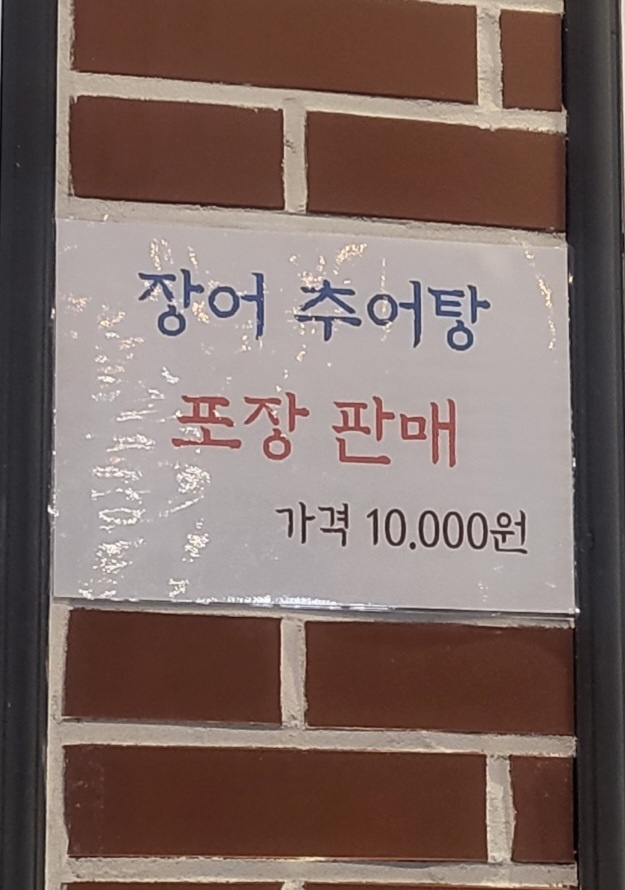 장어 추어탕
포장 판매
가격 10.000원